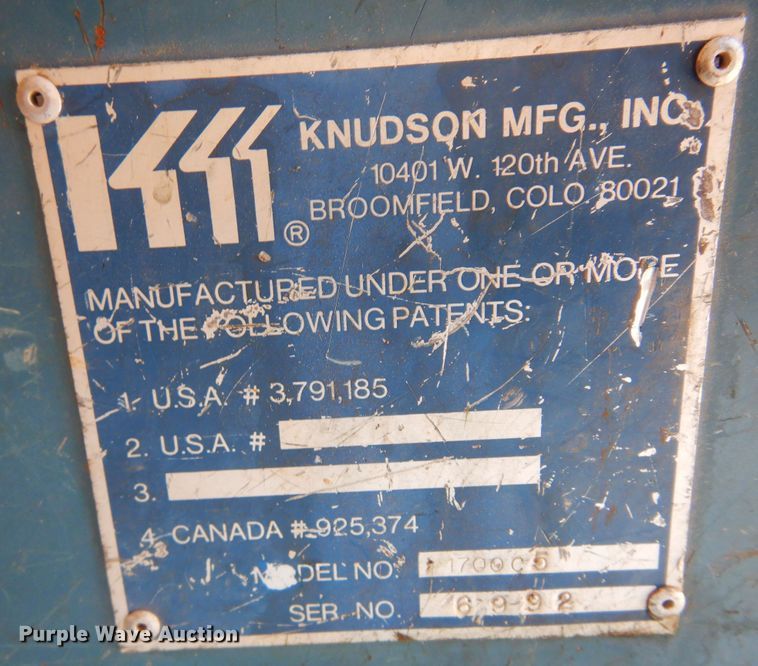 KNUDSON MFG., INC.
10401 W. 120th AVE.
BROOMFIELD, COLO. 80021
®
MANUFACTURED UNDER ONE OR MORE
OF THE FOLLOWING PATENTS:
1. U.S.A. # 3,791,185
2. U.S.A. #
3.
4. CANADA # 925,374
MODEL NO. 1700C5
SER. NO. 6992
Purple Wave Auction